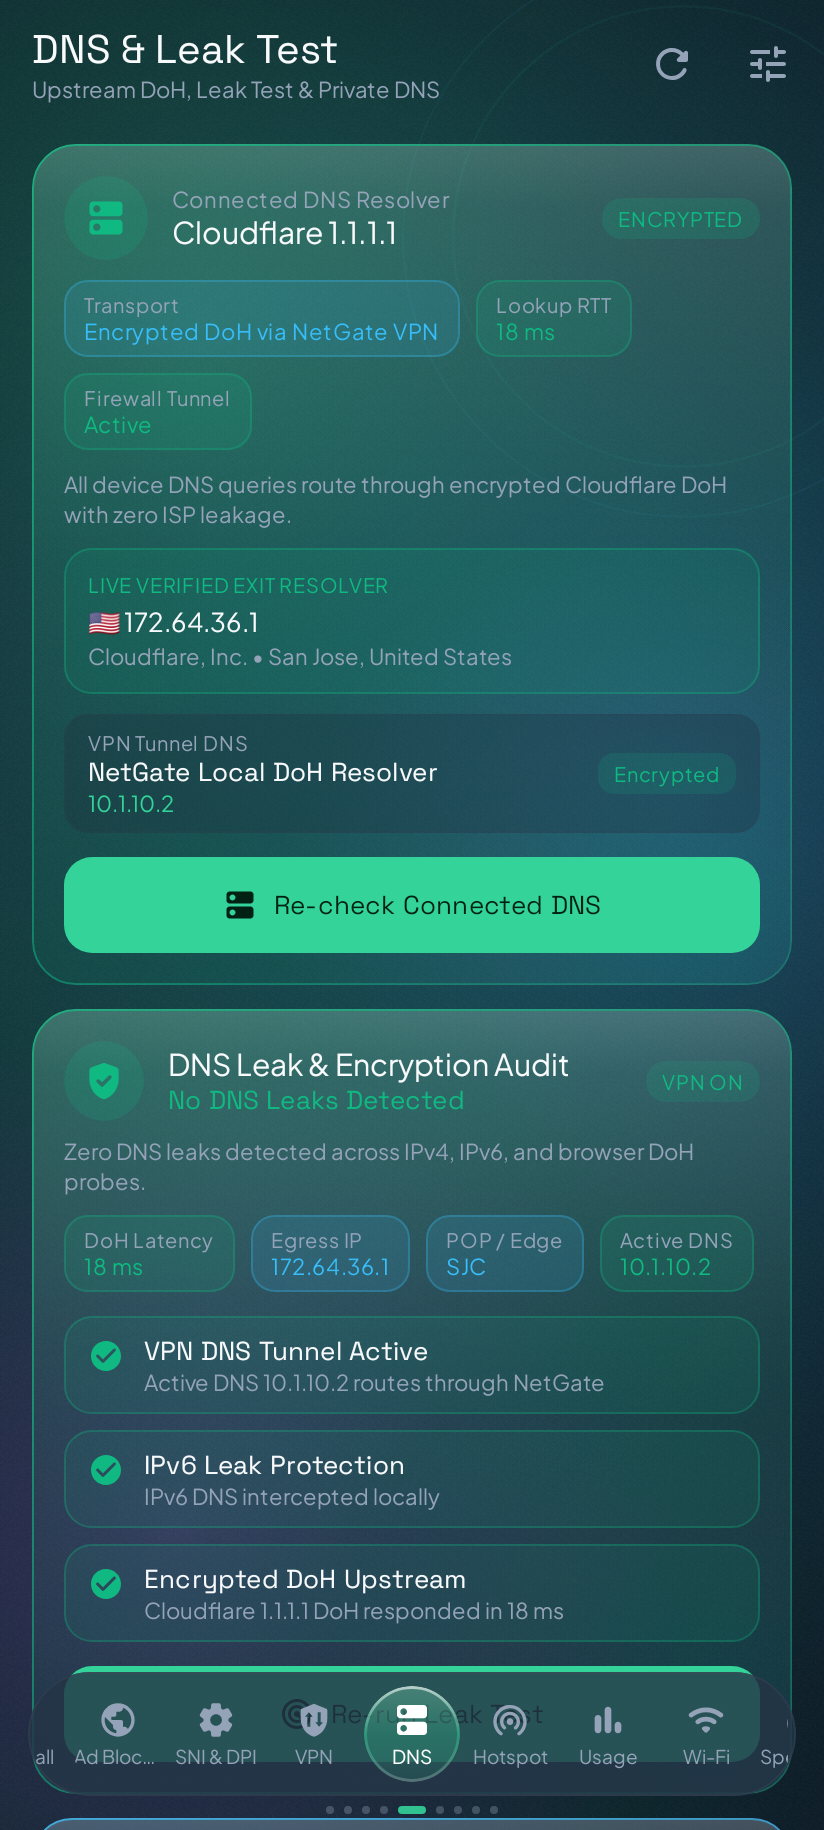 DNS & Leak Test
Upstream DoH, Leak Test & Private DNS
Connected DNS Resolver
Cloudflare 1.1.1.1
ENCRYPTED
Transport
Encrypted DoH via NetGate VPN
Lookup RTT
18 ms
Firewall Tunnel
Active
All device DNS queries route through encrypted Cloudflare DoH
with zero ISP leakage.
LIVE VERIFIED EXIT RESOLVER
172.64.36.1
Cloudflare, Inc. • San Jose, United States
VPN Tunnel DNS
NetGate Local DoH Resolver
10.1.10.2
Encrypted
Re-check Connected DNS
DNS Leak & Encryption Audit
No DNS Leaks Detected
VPN ON
Zero DNS leaks detected across IPv4, IPv6, and browser DoH
probes.
DoH Latency
18 ms
Egress IP
172.64.36.1
POP / Edge
SJC
Active DNS
10.1.10.2
VPN DNS Tunnel Active
Active DNS 10.1.10.2 routes through NetGate
IPv6 Leak Protection
IPv6 DNS intercepted locally
Encrypted DoH Upstream
Cloudflare 1.1.1.1 DoH responded in 18 ms
all
Ad Bloc...
SNI & DPI
VPN
DNS
Hotspot
Usage
Wi-Fi